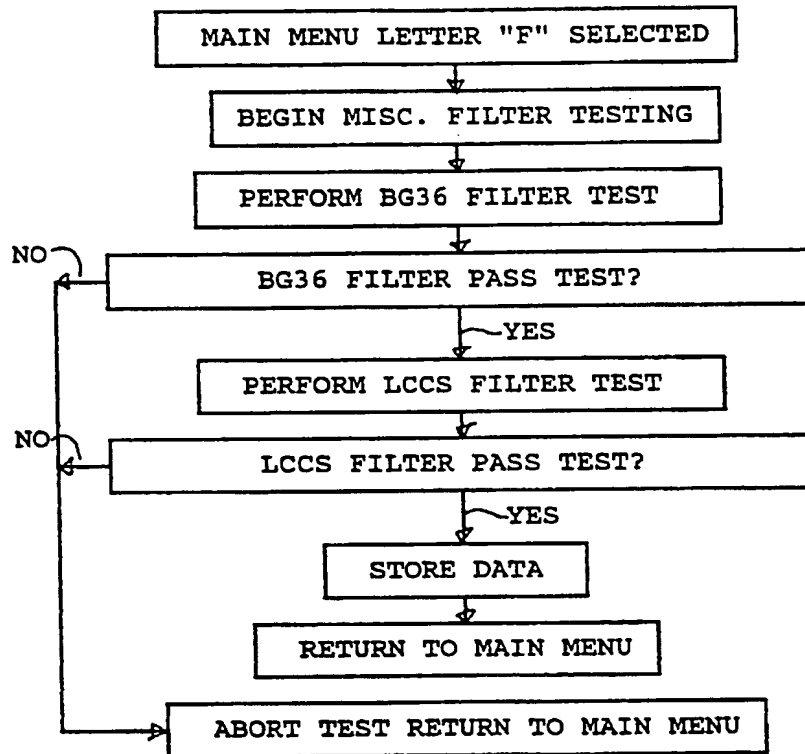 MAIN MENU LETTER "F" SELECTED
BEGIN MISC. FILTER TESTING
PERFORM BG36 FILTER TEST
NO
BG36 FILTER PASS TEST?
YES
PERFORM LCCS FILTER TEST
NO
LCCS FILTER PASS TEST?
YES
STORE DATA
RETURN TO MAIN MENU
ABORT TEST RETURN TO MAIN MENU